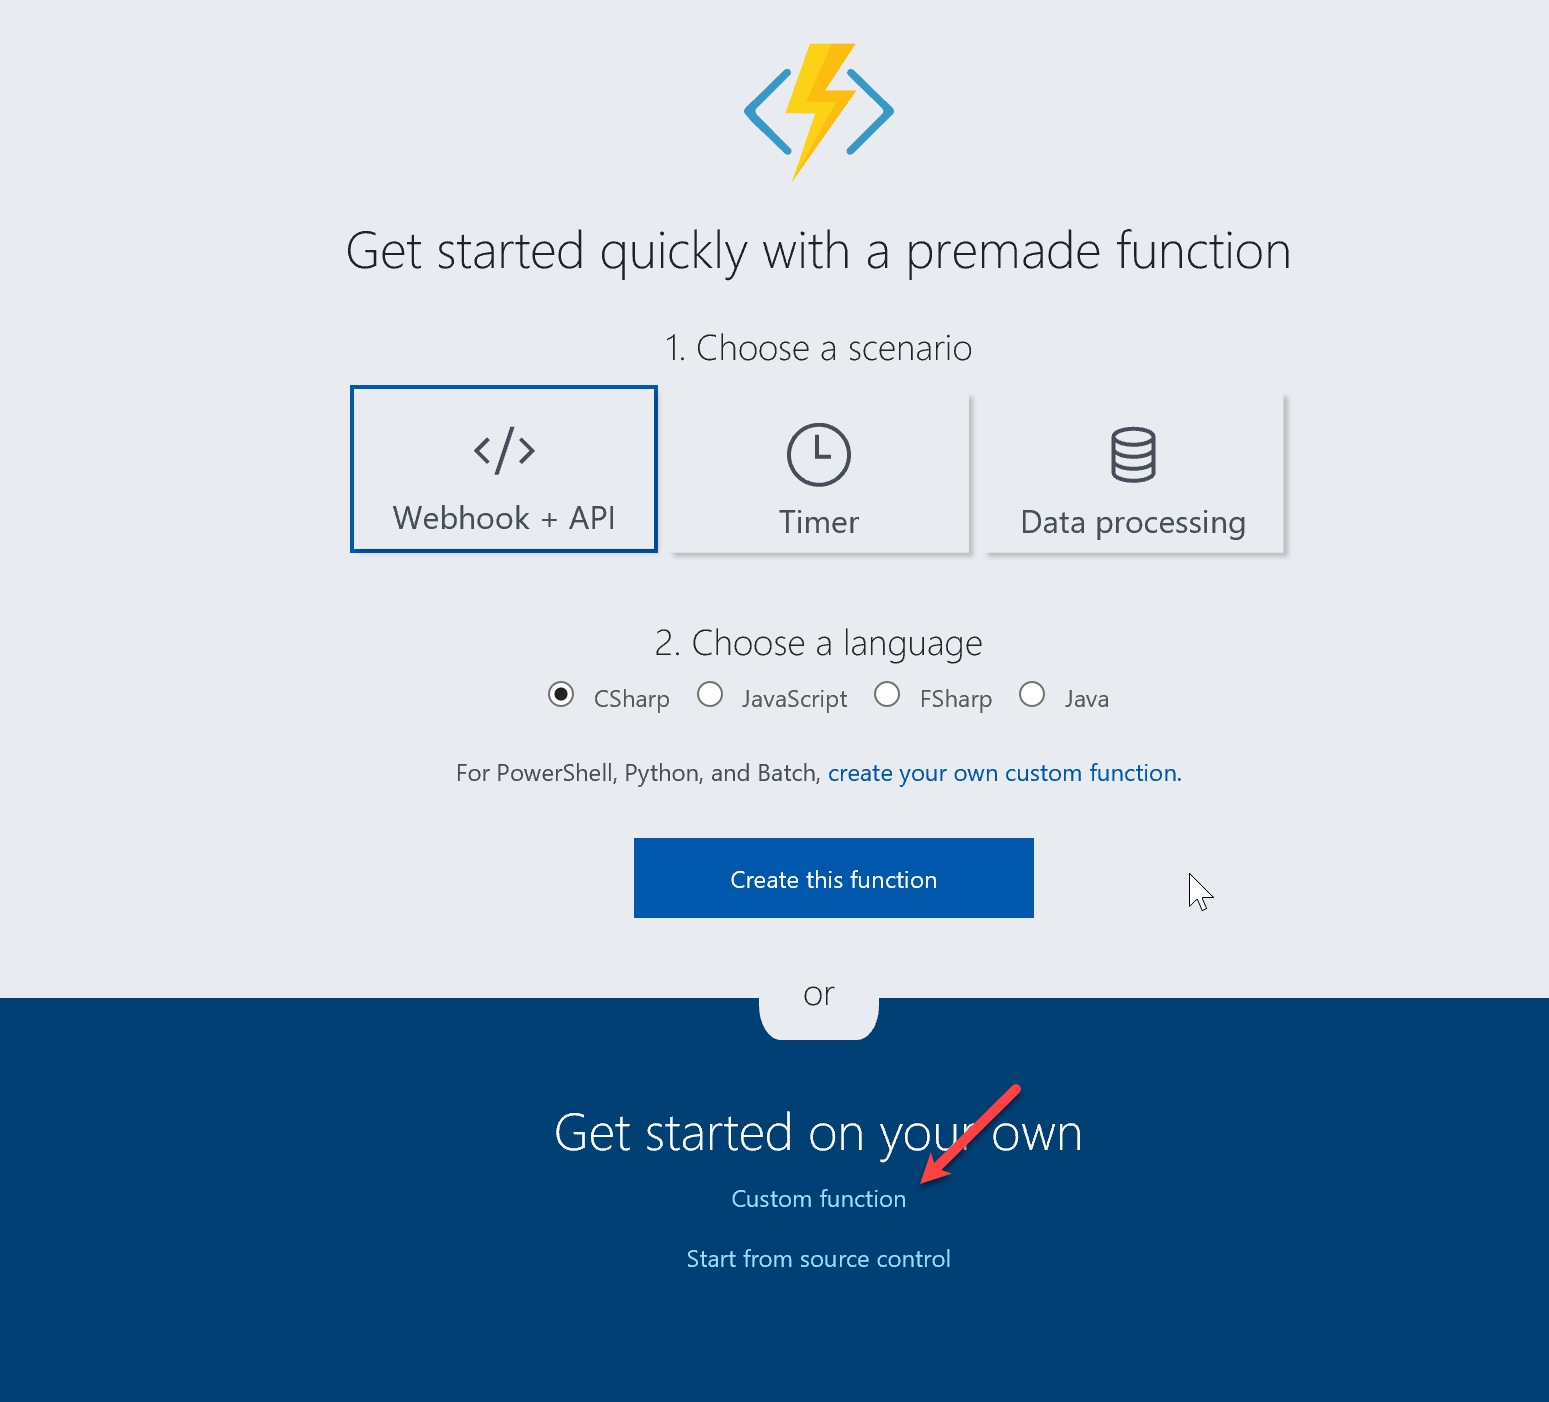 Get started quickly with a premade function
1. Choose a scenario
Webhook + API
Timer
Data processing
2. Choose a language
CSharp JavaScript FSharp Java
For PowerShell, Python, and Batch, create your own custom function.
Create this function
or
Get started on your own
Custom function
Start from source control